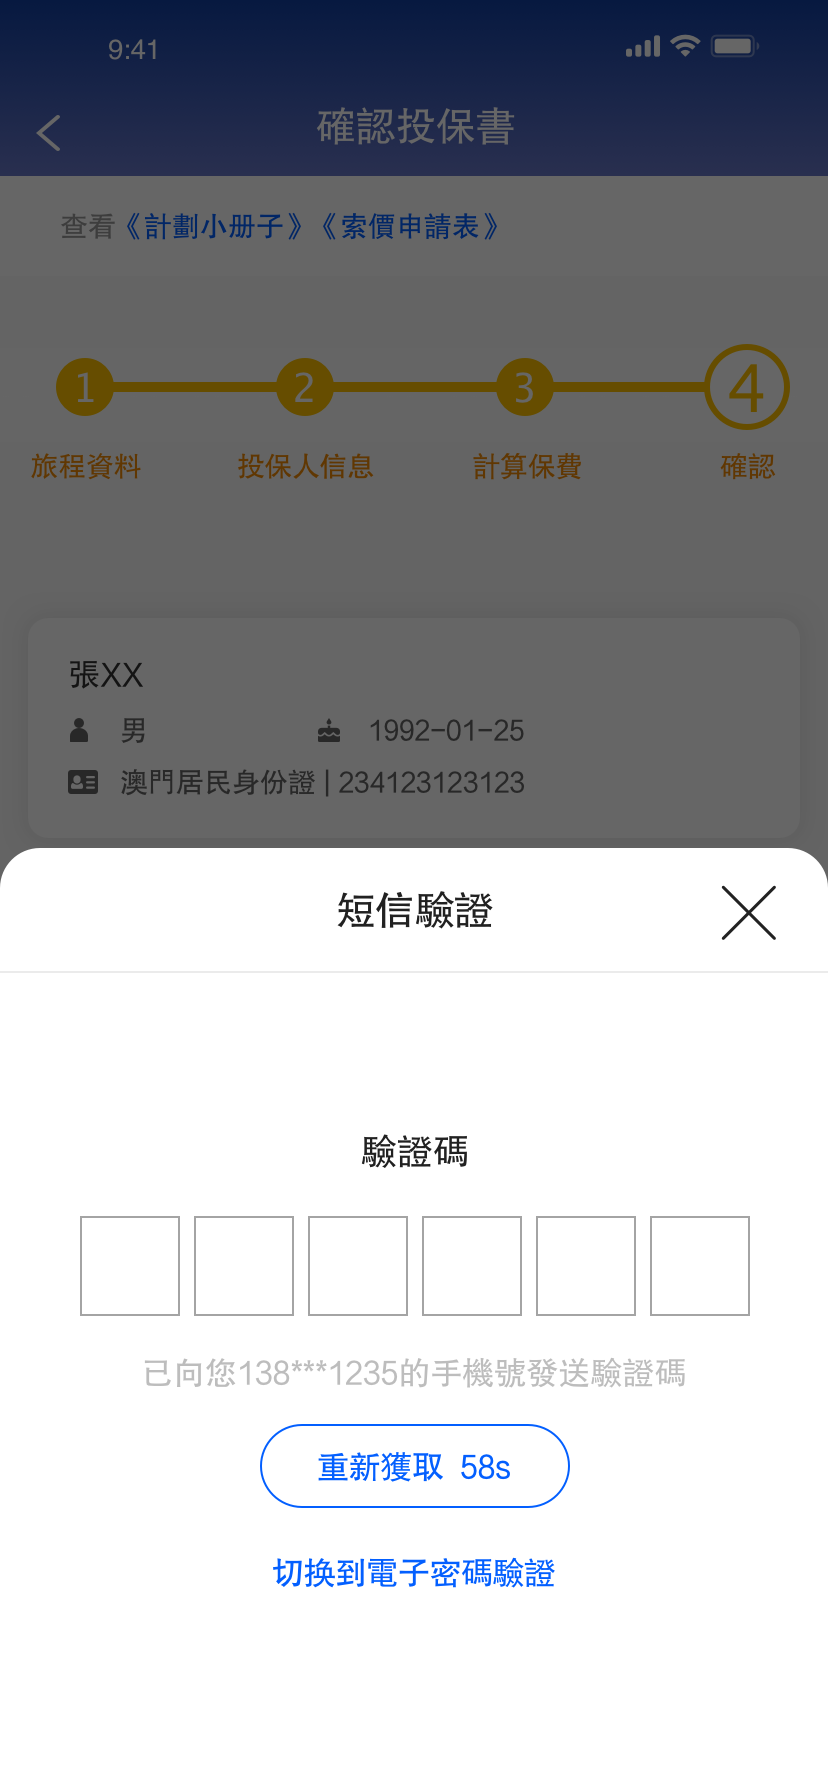 9:41
確認投保書
查看《計劃小册子》《索價申請表》
1 2 3 4
旅程資料 投保人信息 計算保費 確認
張XX
男 1992-01-25
澳門居民身份證 | 234123123123
短信驗證
驗證碼
已向您138***1235的手機號發送驗證碼
重新獲取 58s
切换到電子密碼驗證